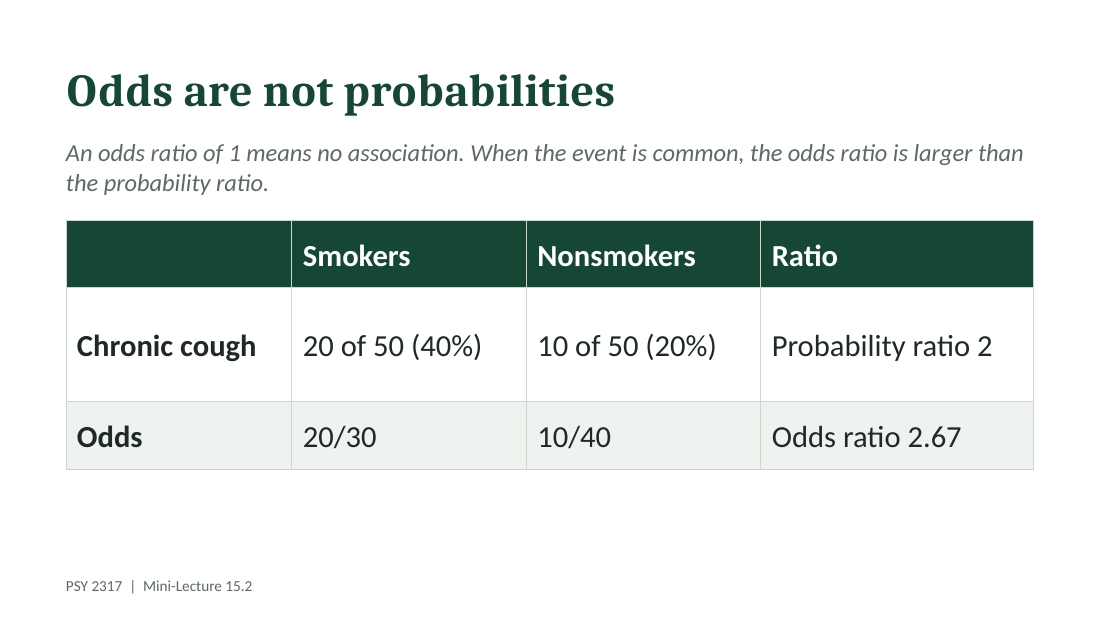 Odds are not probabilities
An odds ratio of 1 means no association. When the event is common, the odds ratio is larger than
the probability ratio.
Smokers Nonsmokers Ratio
Chronic cough 20 of 50 (40%) 10 of 50 (20%) Probability ratio 2
Odds 20/30 10/40 Odds ratio 2.67
PSY 2317 | Mini-Lecture 15.2